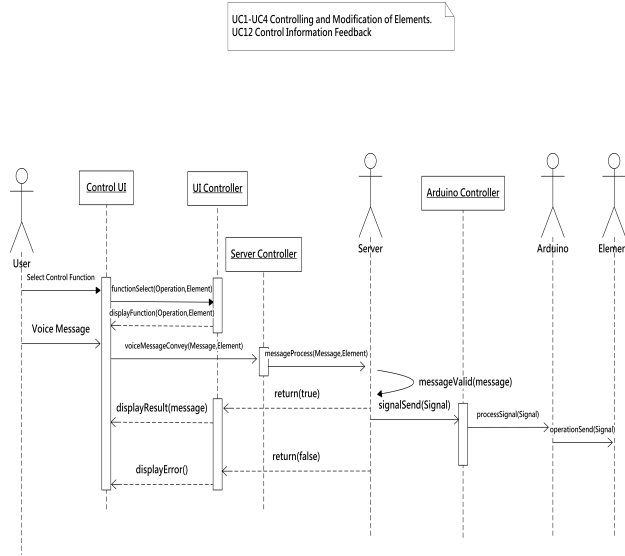 UC1-UC4 Controlling and Modification of Elements.
UC12 Control Information Feedback
Control UI
UI Controller
Arduino Controller
Server Controller
User
Server
Arduino
Elemen
Select Control Function
functionSelect(Operation,Element)
displayFunction(Operation,Element)
Voice Message
voiceMessageConvey(Message,Element)
messageProcess(Message,Element)
messageValid(message)
return(true)
signalSend(Signal)
displayResult(message)
processSignal(Signal)
operationSend(Signal)
return(false)
displayError()